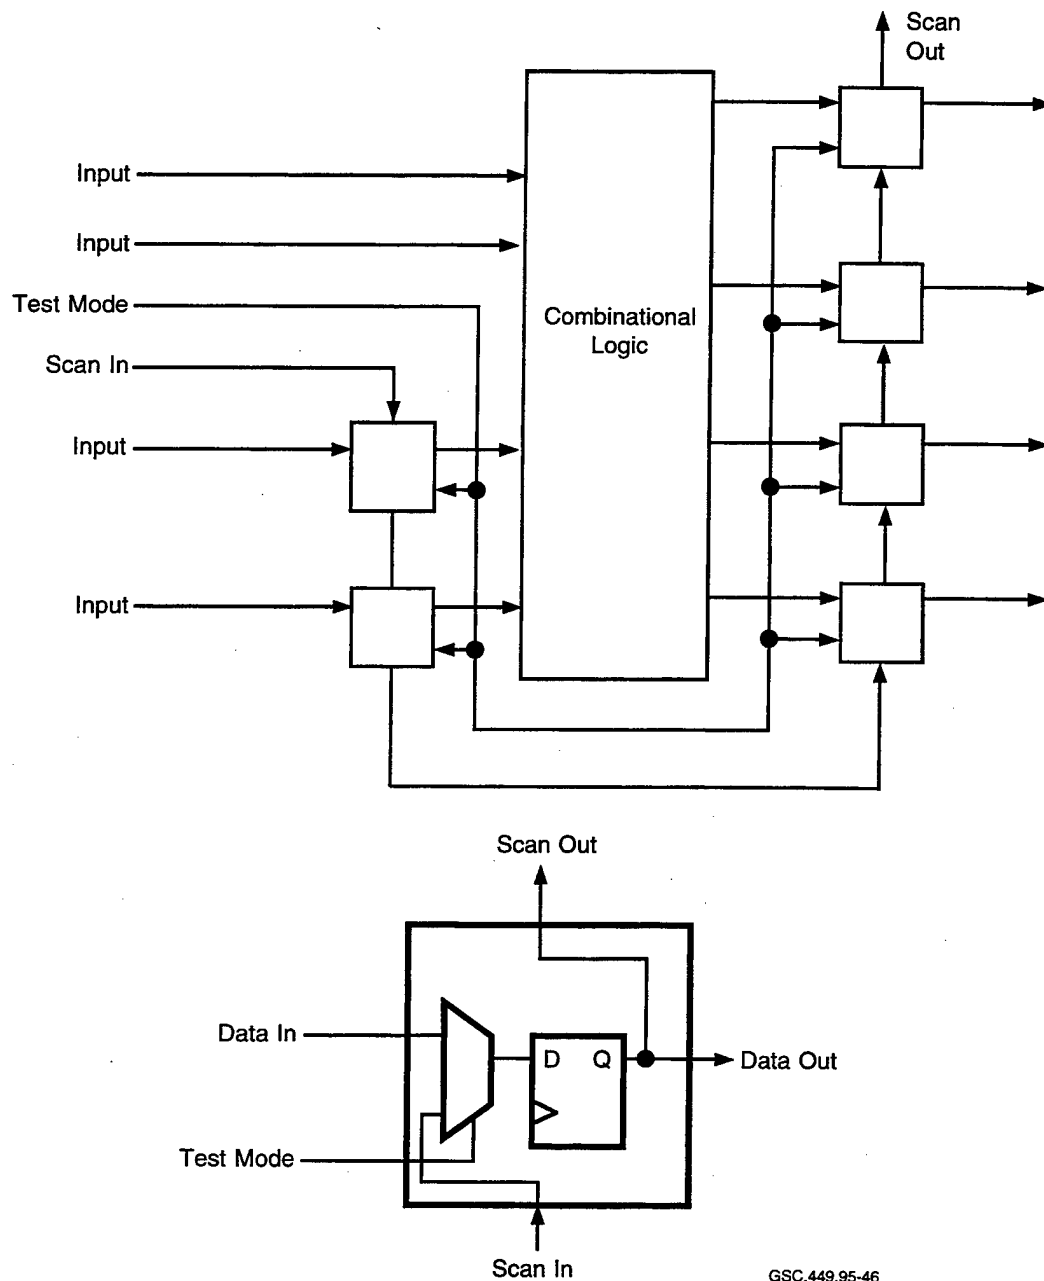 Scan
Out
Input
Input
Test Mode
Combinational
Logic
Scan In
Input
Input
Scan Out
Data In
D Q
Data Out
Test Mode
Scan In
GSC.449.95-46